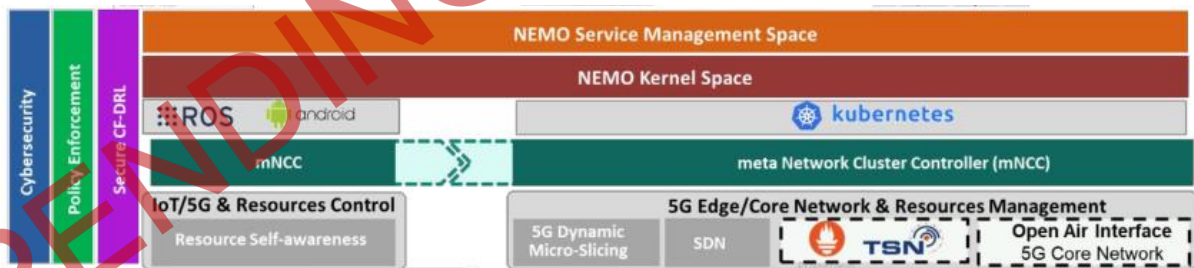 Cybersecurity
Policy Enforcement
Secure CF-DRL
NEMO Service Management Space
NEMO Kernel Space
ROS
android
kubernetes
mNCC
meta Network Cluster Controller (mNCC)
IoT/5G & Resources Control
Resource Self-awareness
5G Edge/Core Network & Resources Management
5G Dynamic
Micro-Slicing
SDN
TSN
Open Air Interface
5G Core Network
PENDING